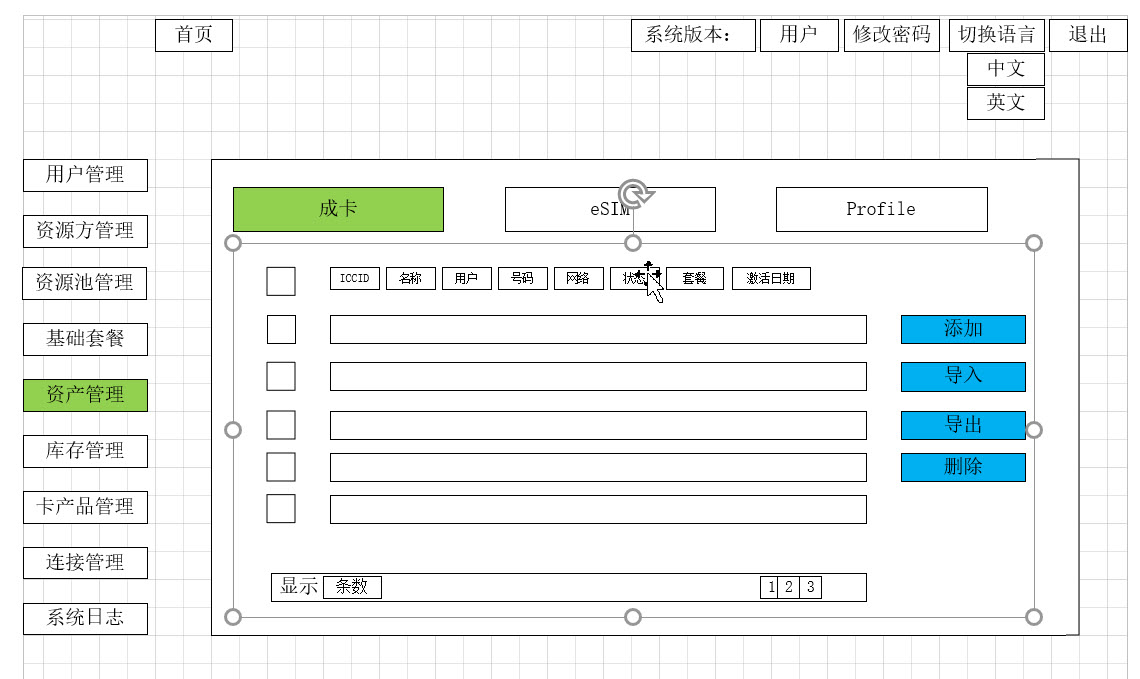 首页
系统版本:
用户
修改密码
切换语言
退出
中文
英文
用户管理
资源方管理
资源池管理
基础套餐
资产管理
库存管理
卡产品管理
连接管理
系统日志
成卡
eSIM
Profile
ICCID
名称
用户
号码
网络
状态
套餐
激活日期
添加
导入
导出
删除
显示 条数
1 2 3